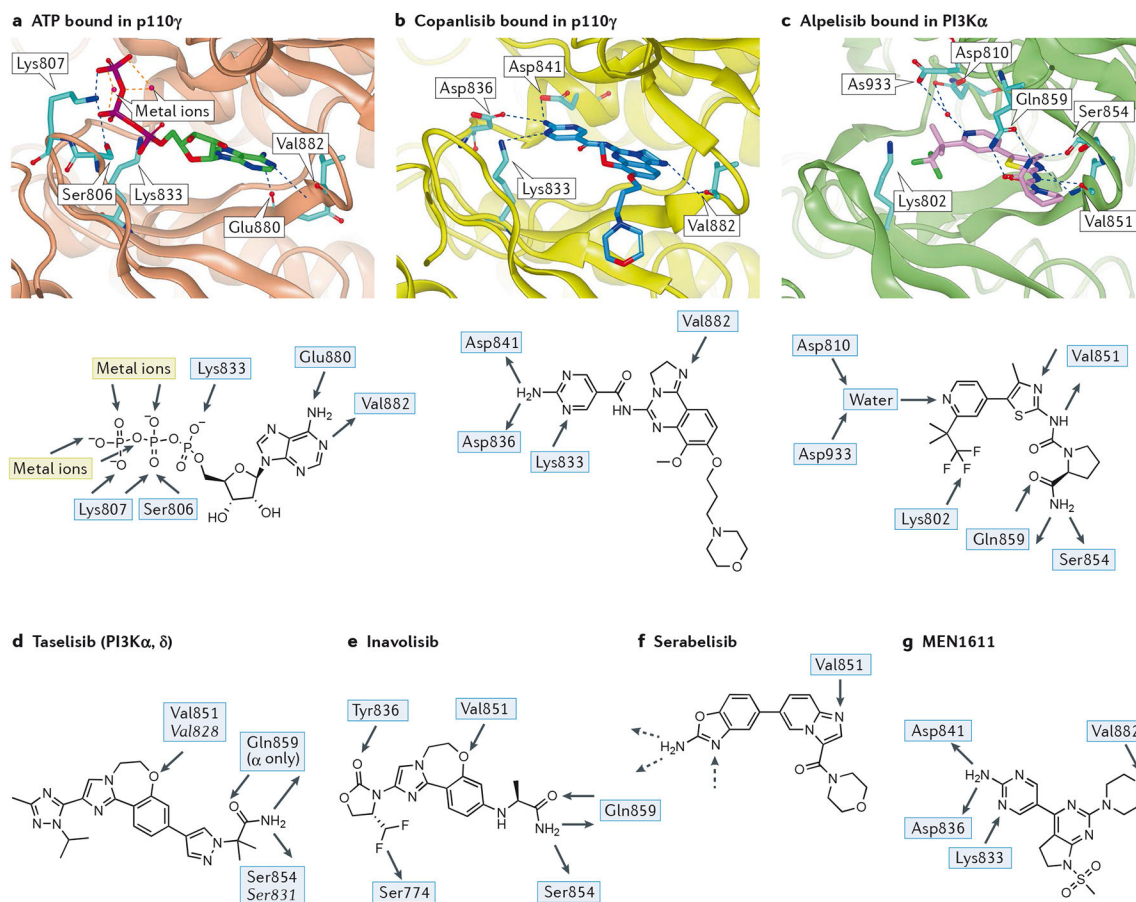 a ATP bound in p110γ
Lys807
Metal ions
Val882
Ser806
Lys833
Glu880
b Copanlisib bound in p110γ
Asp841
Asp836
Lys833
Val882
c Alpelisib bound in PI3Kα
Asp810
As933
Gln859
Ser854
Lys802
Val851
Metal ions
Lys833
Glu880
Val882
NH2
N
N
N
N
O−
−O
P
O
P
O
P
O
O
O
O−
O−
O
O
HO
OH
Metal ions
Lys807
Ser806
Val882
Asp841
H2N
N
N
O
NH
N
N
N
Asp836
Lys833
O
O
N
O
Asp810
Val851
Water
N
N
S
NH
O
N
Asp933
F
F
F
O
NH2
Lys802
Gln859
Ser854
d Taselisib (PI3Kα, δ)
Val851
Val828
Gln859
(α only)
O
N
N
N
N
N
O
NH2
N
N
Ser854
Ser831
e Inavolisib
Tyr836
Val851
O
O
N
N
N
O
F
F
N
H
O
NH2
Gln859
Ser774
Ser854
f Serabelisib
Val851
O
H2N
N
N
N
O
N
O
g MEN1611
Asp841
Val882
H2N
N
N
N
N
N
Asp836
Lys833
N
O
S
O